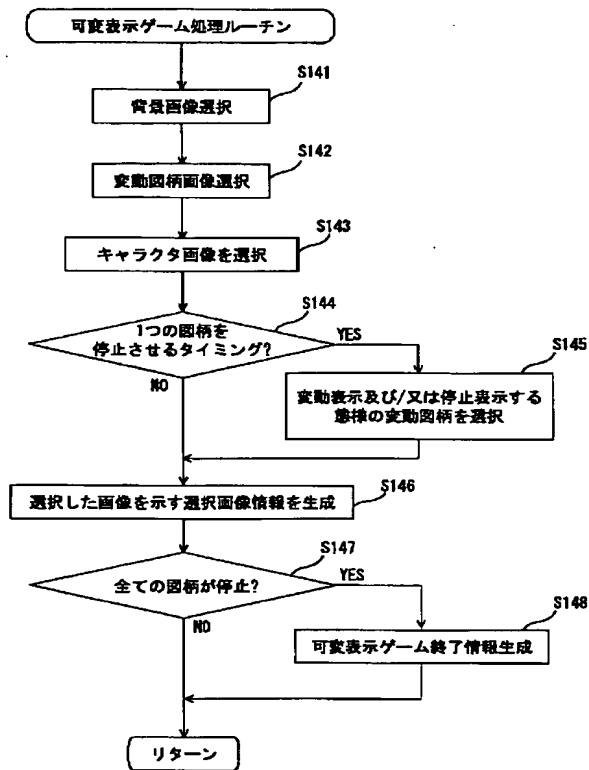 可変表示ゲーム処理ルーチン
S141
背景画像選択
S142
変動図柄画像選択
S143
キャラクタ画像を選択
S144
1つの図柄を
停止させるタイミング?
YES
NO
S145
変動表示及び/又は停止表示する
態様の変動図柄を選択
S146
選択した画像を示す選択画像情報を生成
S147
全ての図柄が停止?
YES
NO
S148
可変表示ゲーム終了情報生成
リターン